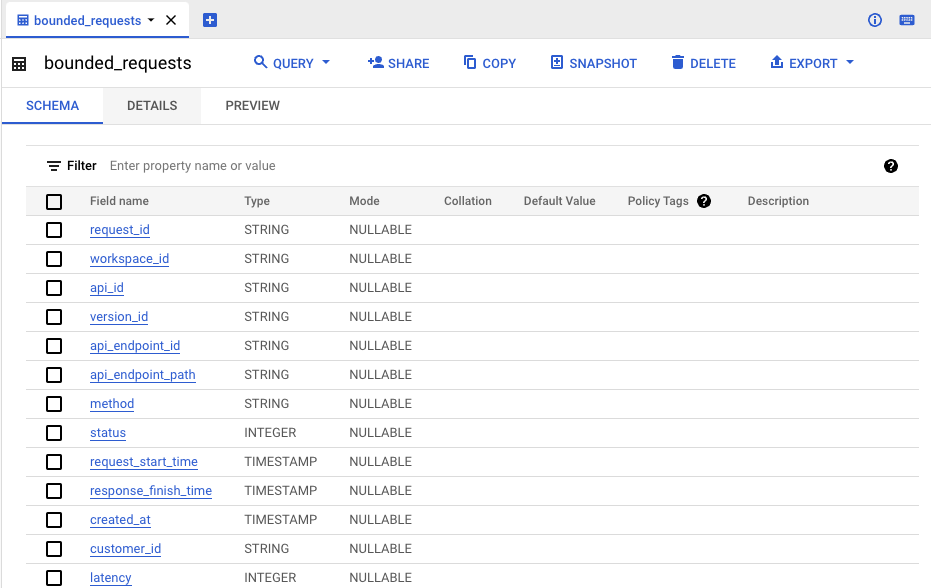 bounded_requests
bounded_requests QUERY SHARE COPY SNAPSHOT DELETE EXPORT
SCHEMA DETAILS PREVIEW
Filter Enter property name or value
Field name Type Mode Collation Default Value Policy Tags Description
request_id STRING NULLABLE
workspace_id STRING NULLABLE
api_id STRING NULLABLE
version_id STRING NULLABLE
api_endpoint_id STRING NULLABLE
api_endpoint_path STRING NULLABLE
method STRING NULLABLE
status INTEGER NULLABLE
request_start_time TIMESTAMP NULLABLE
response_finish_time TIMESTAMP NULLABLE
created_at TIMESTAMP NULLABLE
customer_id STRING NULLABLE
latency INTEGER NULLABLE